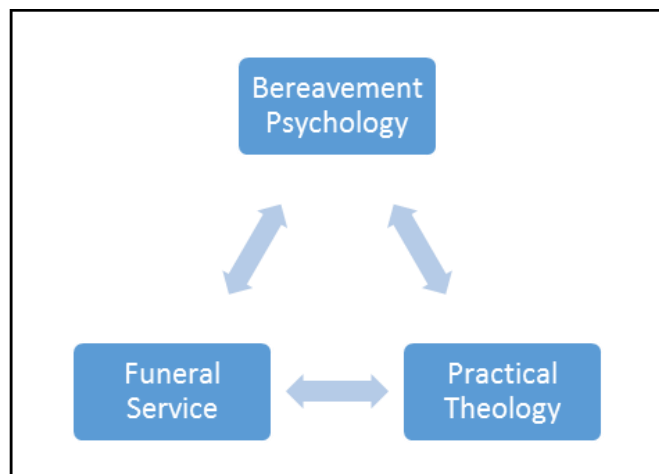 Bereavement
Psychology
Funeral
Service
Practical
Theology